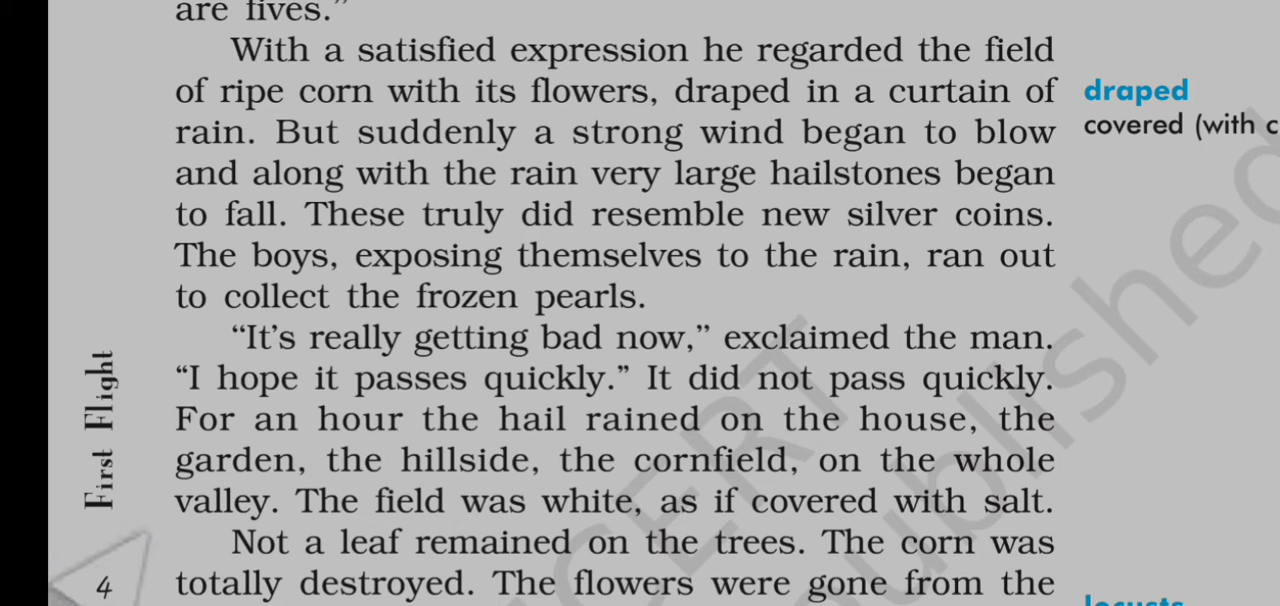 are fives."
With a satisfied expression he regarded the field
of ripe corn with its flowers, draped in a curtain of
rain. But suddenly a strong wind began to blow
and along with the rain very large hailstones began
to fall. These truly did resemble new silver coins.
The boys, exposing themselves to the rain, ran out
to collect the frozen pearls.
“It’s really getting bad now,” exclaimed the man.
“I hope it passes quickly.” It did not pass quickly.
For an hour the hail rained on the house, the
garden, the hillside, the cornfield, on the whole
valley. The field was white, as if covered with salt.
Not a leaf remained on the trees. The corn was
totally destroyed. The flowers were gone from the
draped
covered (with c
locusts
First Flight
4